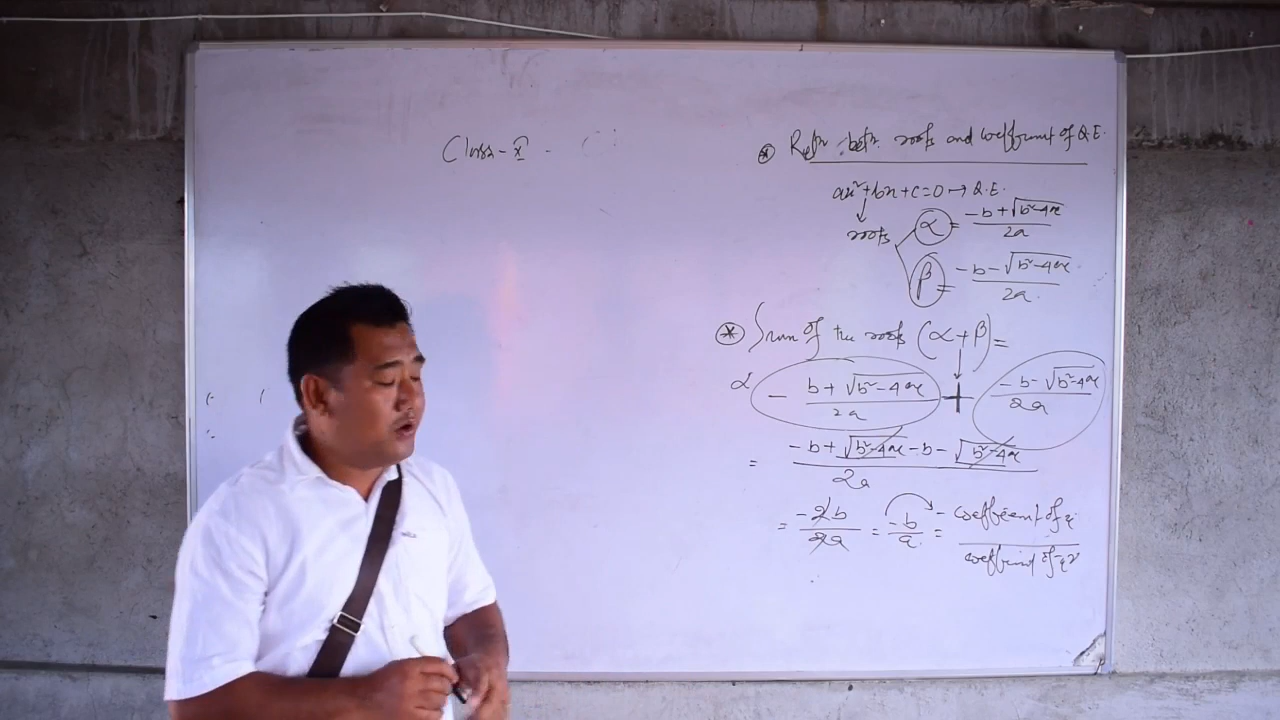 Class - X
* Reln betn roots and coefficient of Q.E.
ax²+bx+c=0 → Q.E.
roots α = (-b+√(b²-4ac))/2a
β = (-b-√(b²-4ac))/2a
* Sum of the roots (α+β) =
- (b+√(b²-4ac))/2a + (-b-√(b²-4ac))/2a
= (-b+√(b²-4ac)-b-√(b²-4ac))/2a
= -2b/2a = -b/a = - coefficient of x / coefficient of x²